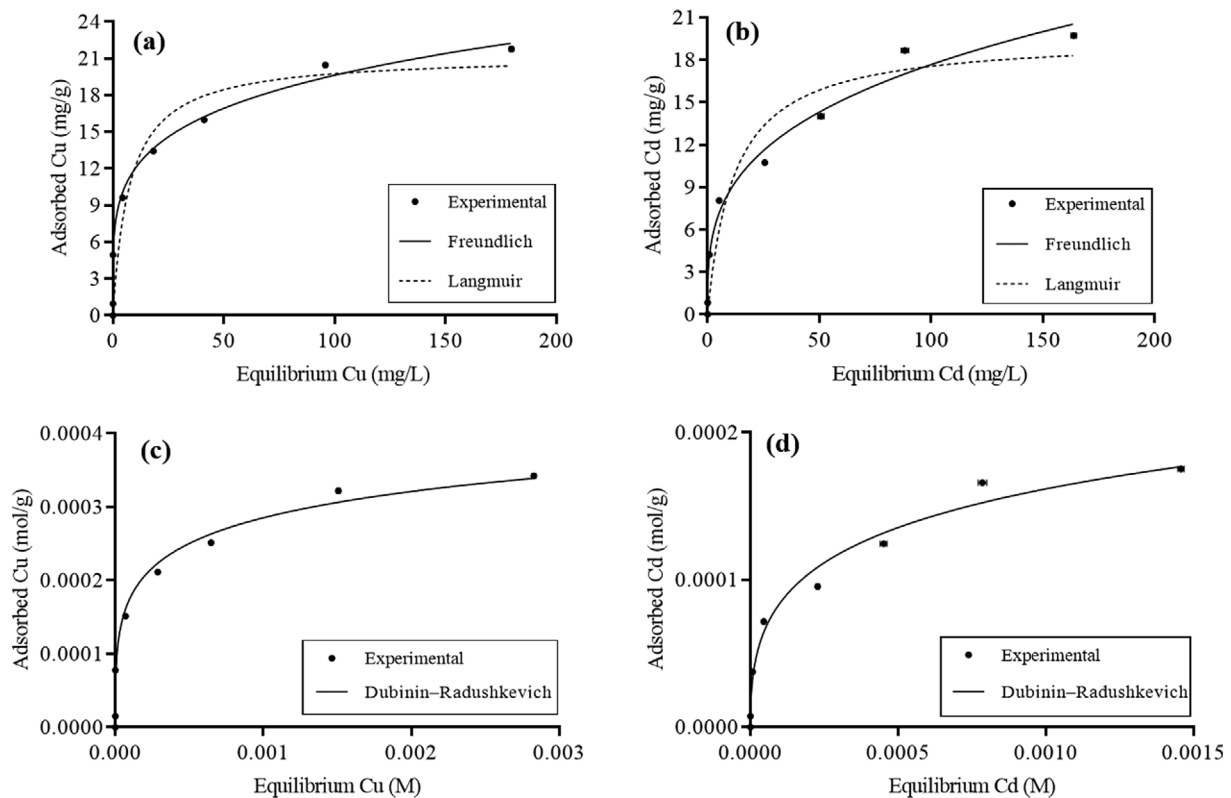 (a)
Adsorbed Cu (mg/g)
24
21
18
15
12
9
6
3
0
Experimental
Freundlich
Langmuir
0 50 100 150 200
Equilibrium Cu (mg/L)
(b)
Adsorbed Cd (mg/g)
21
18
15
12
9
6
3
0
Experimental
Freundlich
Langmuir
0 50 100 150 200
Equilibrium Cd (mg/L)
(c)
Adsorbed Cu (mol/g)
0.0004
0.0003
0.0002
0.0001
0.0000
Experimental
Dubinin–Radushkevich
0.000 0.001 0.002 0.003
Equilibrium Cu (M)
(d)
Adsorbed Cd (mol/g)
0.0002
0.0001
0.0000
Experimental
Dubinin–Radushkevich
0.0000 0.0005 0.0010 0.0015
Equilibrium Cd (M)